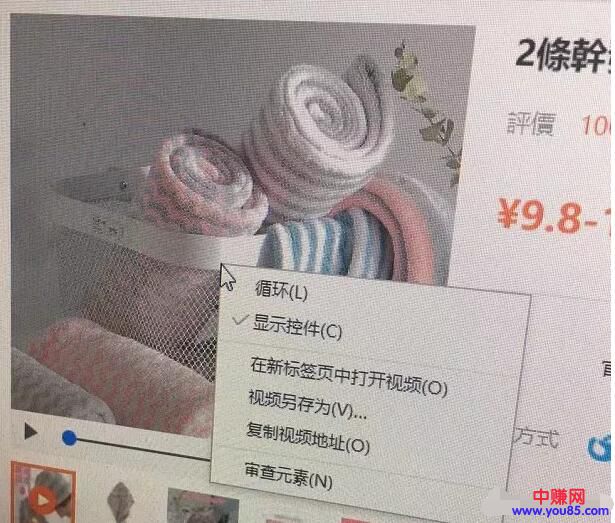 2條幹
評價 10
¥9.8-1
循环(L)
显示控件(C)
在新标签页中打开视频(O)
视频另存为(V)...
复制视频地址(O)
审查元素(N)
方式
中赚网
www.you85.com